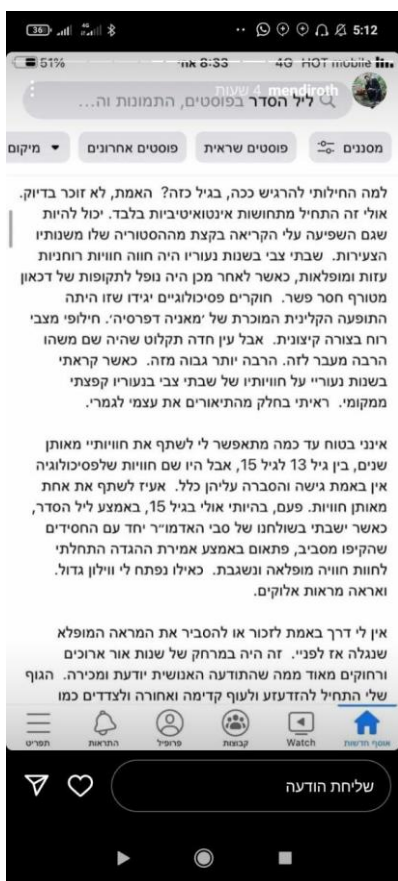 36 5:12
51% אח׳ 8:33 4G HOT mobile
mendiroth 4 שעות
ליל הסדר בפוסטים, התמונות וה...
מסננים פוסטים שראית פוסטים אחרונים מיקום
למה החילותי להרגיש ככה, בגיל כזה? האמת, לא זוכר בדיוק.
אולי זה התחיל מתחושות אינטואיטיביות בלבד. יכול להיות
שגם השפיעה עלי הקריאה בקצת מההסטוריה שלו משנותיו
הצעירות. שבתי צבי בשנות נעוריו היה חווה חוויות רוחניות
עזות ומופלאות, כאשר לאחר מכן היה נופל לתקופות של דכאון
מטורף חסר פשר. חוקרים פסיכולוגיים יגידו שזו היתה
התופעה הקלינית המוכרת של 'מאניה דפרסיה'. חילופי מצבי
רוח בצורה קיצונית. אבל עין חדה תקלוט שהיה שם משהו
הרבה מעבר לזה. הרבה יותר גבוה מזה. כאשר קראתי
בשנות נעוריי על חוויותיו של שבתי צבי בנעוריו קפצתי
ממקומי. ראיתי בחלק מהתיאורים את עצמי לגמרי.
אינני בטוח עד כמה מתאפשר לי לשתף את חוויותיי מאותן
שנים, בין גיל 13 לגיל 15, אבל היו שם חוויות שלפסיכולוגיה
אין באמת גישה והסברה עליהן כלל. אעיז לשתף את אחת
מאותן חוויות. פעם, בהיותי אולי בגיל 15, באמצע ליל הסדר,
כאשר ישבתי בשולחנו של סבי האדמו״ר יחד עם החסידים
שהקיפו מסביב, פתאום באמצע אמירת ההגדה התחלתי
לחוות חוויה מופלאה ונשגבת. כאילו נפתח לי ווילון גדול.
ואראה מראות אלוקים.
אין לי דרך באמת לזכור או להסביר את המראה המופלא
שנגלה אז לפניי. זה היה במרחק של שנות אור ארוכים
ורחוקים מאוד ממה שהתודעה האנושית יודעת ומכירה. הגוף
שלי התחיל להזדעזע ולעוף קדימה ואחורה ולצדדים כמו
אוסף חדשות Watch קבוצות פרופיל התראות תפריט
שליחת הודעה